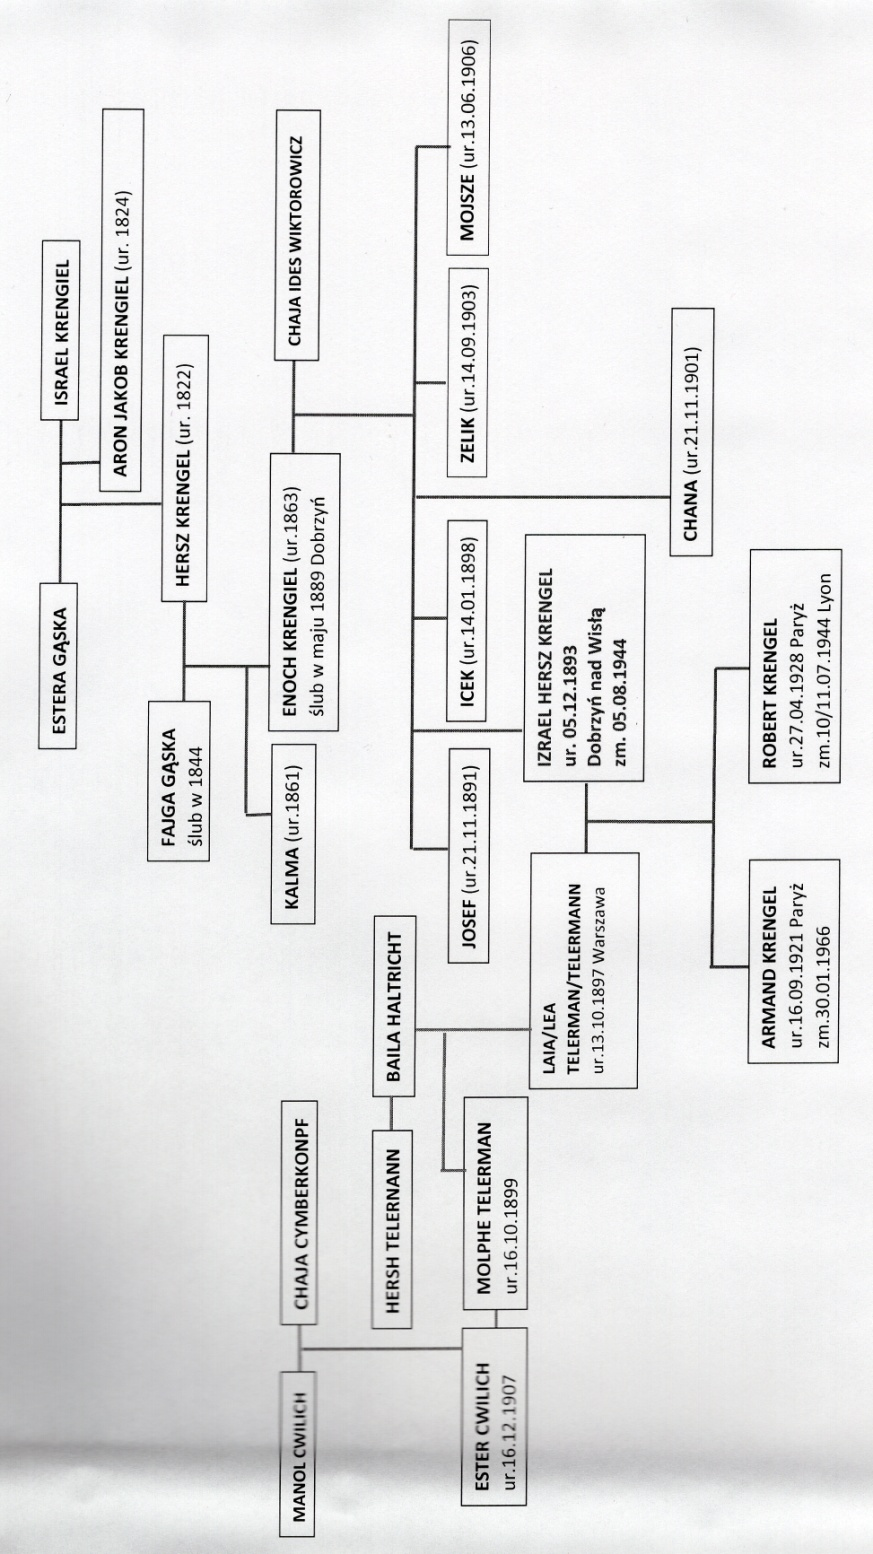 ESTERA GĄSKA
ISRAEL KRENGIEL
ARON JAKOB KRENGIEL (ur. 1824)
FAJGA GĄSKA
ślub w 1844
HERSZ KRENGEL (ur. 1822)
MANOL CWILICH
CHAJA CYMBERKONPF
KALMA (ur.1861)
ENOCH KRENGIEL (ur.1863)
ślub w maju 1889 Dobrzyń
CHAJA IDES WIKTOROWICZ
HERSH TELERNANN
BAILA HALTRICHT
ESTER CWILICH
ur.16.12.1907
MOLPHE TELERMAN
ur.16.10.1899
JOSEF (ur.21.11.1891)
ICEK (ur.14.01.1898)
ZELIK (ur.14.09.1903)
MOJSZE (ur.13.06.1906)
LAIA/LEA
TELERMAN/TELERMANN
ur.13.10.1897 Warszawa
IZRAEL HERSZ KRENGEL
ur. 05.12.1893
Dobrzyń nad Wisłą
zm. 05.08.1944
CHANA (ur.21.11.1901)
ARMAND KRENGEL
ur.16.09.1921 Paryż
zm.30.01.1966
ROBERT KRENGEL
ur.27.04.1928 Paryż
zm.10/11.07.1944 Lyon